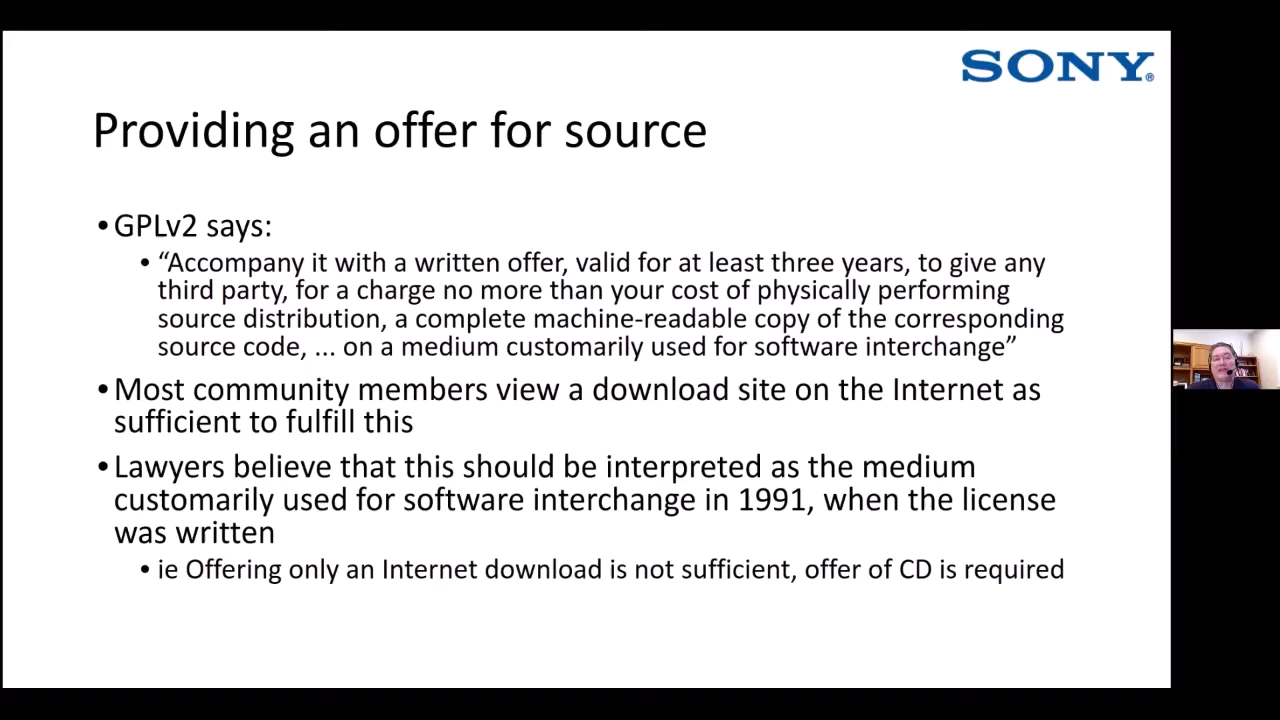 SONY®
Providing an offer for source
• GPLv2 says:
• “Accompany it with a written offer, valid for at least three years, to give any
third party, for a charge no more than your cost of physically performing
source distribution, a complete machine-readable copy of the corresponding
source code, ... on a medium customarily used for software interchange”
• Most community members view a download site on the Internet as
sufficient to fulfill this
• Lawyers believe that this should be interpreted as the medium
customarily used for software interchange in 1991, when the license
was written
• ie Offering only an Internet download is not sufficient, offer of CD is required